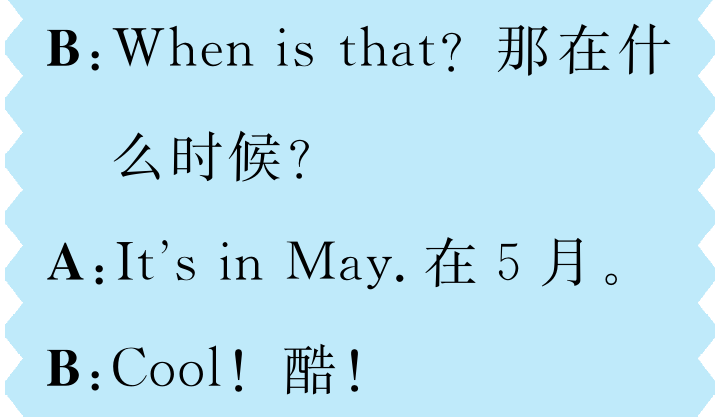 B:When is that? 那在什
么时候?
A:It's in May. 在 5 月。
B:Cool! 酷!